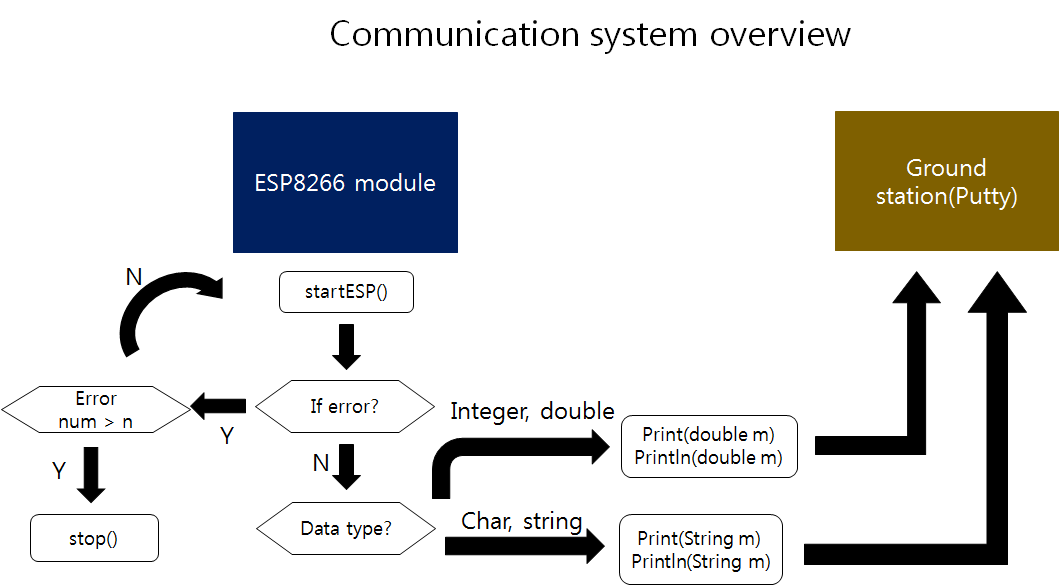 Communication system overview
ESP8266 module
Ground
station(Putty)
N
startESP()
Error
num > n
If error?
Y
Integer, double
Print(double m)
Println(double m)
Y
N
stop()
Data type?
Char, string
Print(String m)
Println(String m)